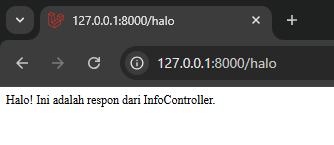 127.0.0.1:8000/halo
127.0.0.1:8000/halo
Halo! Ini adalah respon dari InfoController.